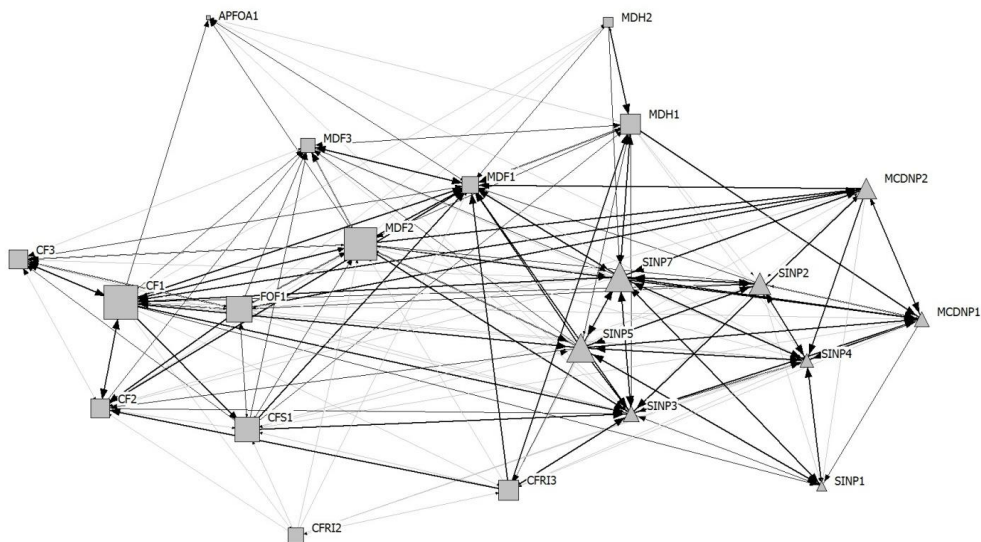 APFOA1
MDH2
MDH1
MDF3
MDF1
MCDNP2
MDF2
CF3
SINP7
SINP2
CF1
FOF1
MCDNP1
SINP5
SINP4
CF2
SINP3
CFS1
CFRI3
SINP1
CFRI2